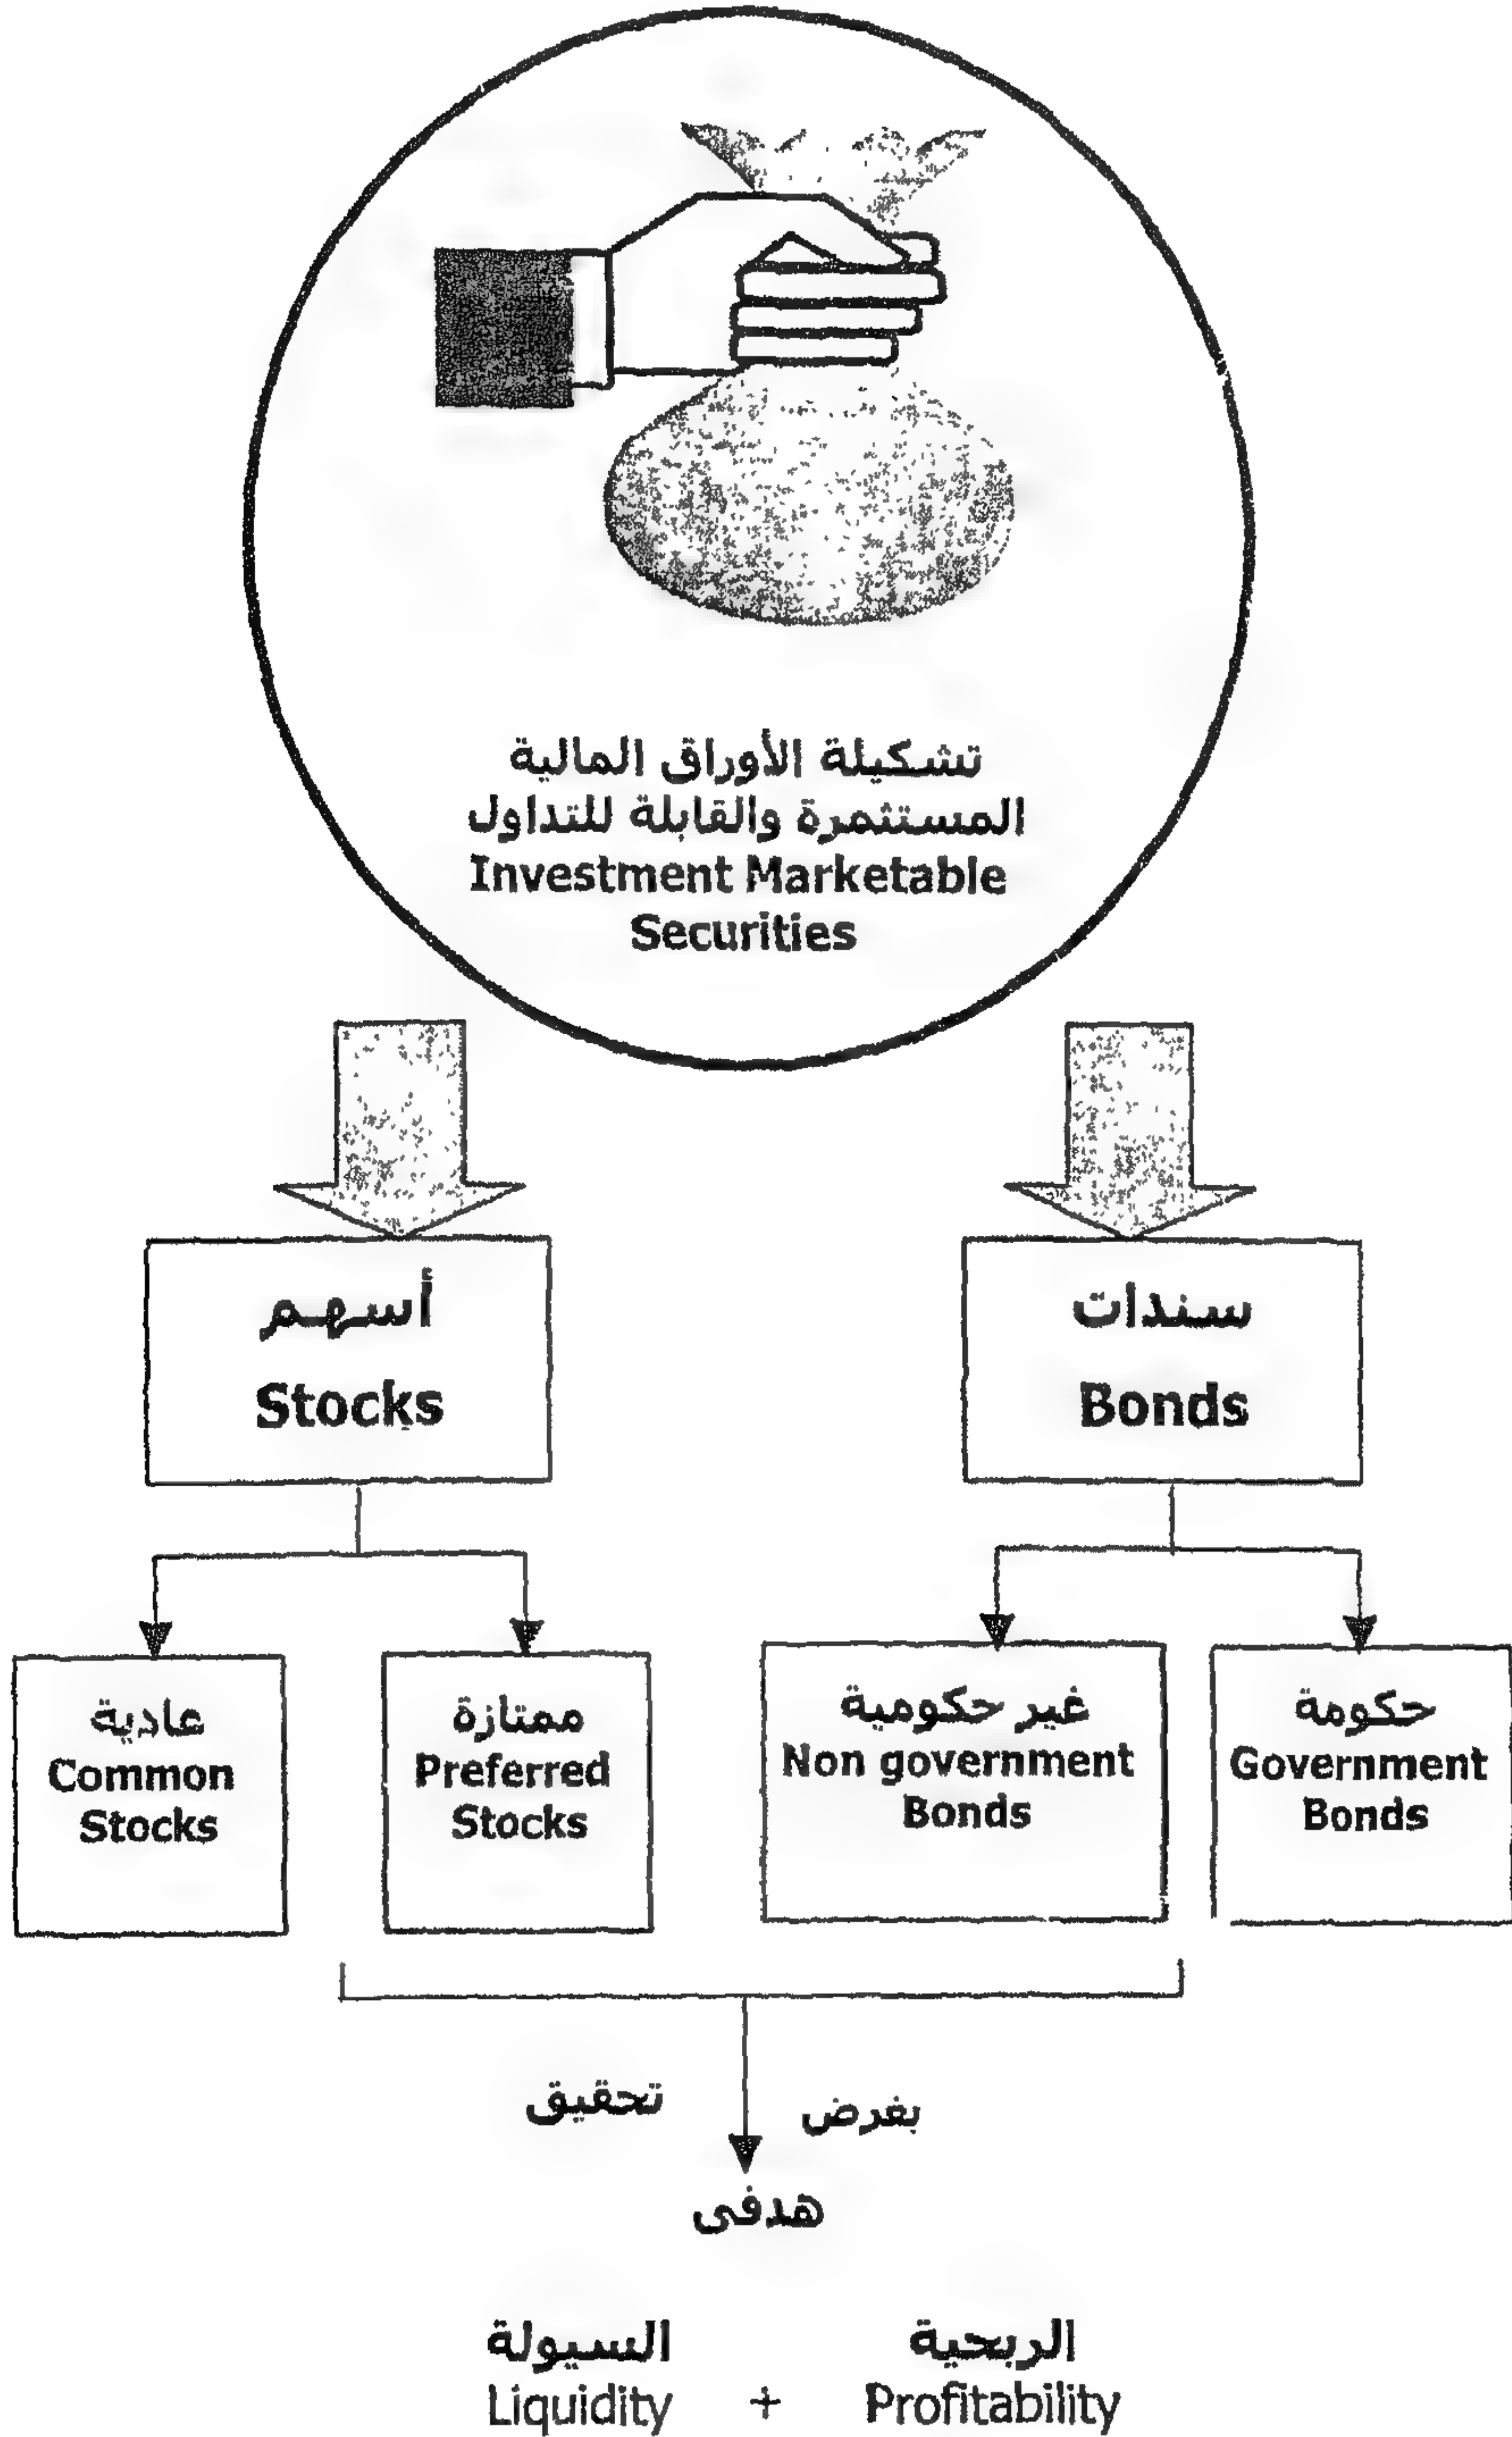 تشكيلة الأوراق المالية
المستثمرة والقابلة للتداول
Investment Marketable
Securities
سندات
Bonds
أسهم
Stocks
حكومة
Government
Bonds
غير حكومية
Non government
Bonds
ممتازة
Preferred
Stocks
عادية
Common
Stocks
بغرض تحقيق
هدفى
الربحية السيولة
Liquidity + Profitability